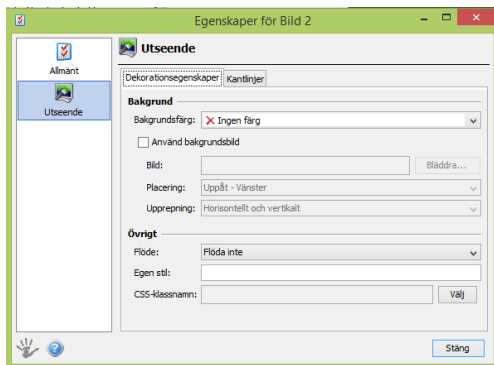 Egenskaper för Bild 2
Allmänt
Utseende
Utseende
Dekorationsegenskaper Kantlinjer
Bakgrund
Bakgrundsfärg: Ingen färg
Använd bakgrundsbild
Bild: Bläddra...
Placering: Uppåt - Vänster
Upprepning: Horisontellt och vertikalt
Övrigt
Flöde: Flöda inte
Egen stil:
CSS-klassnamn: Välj
Stäng